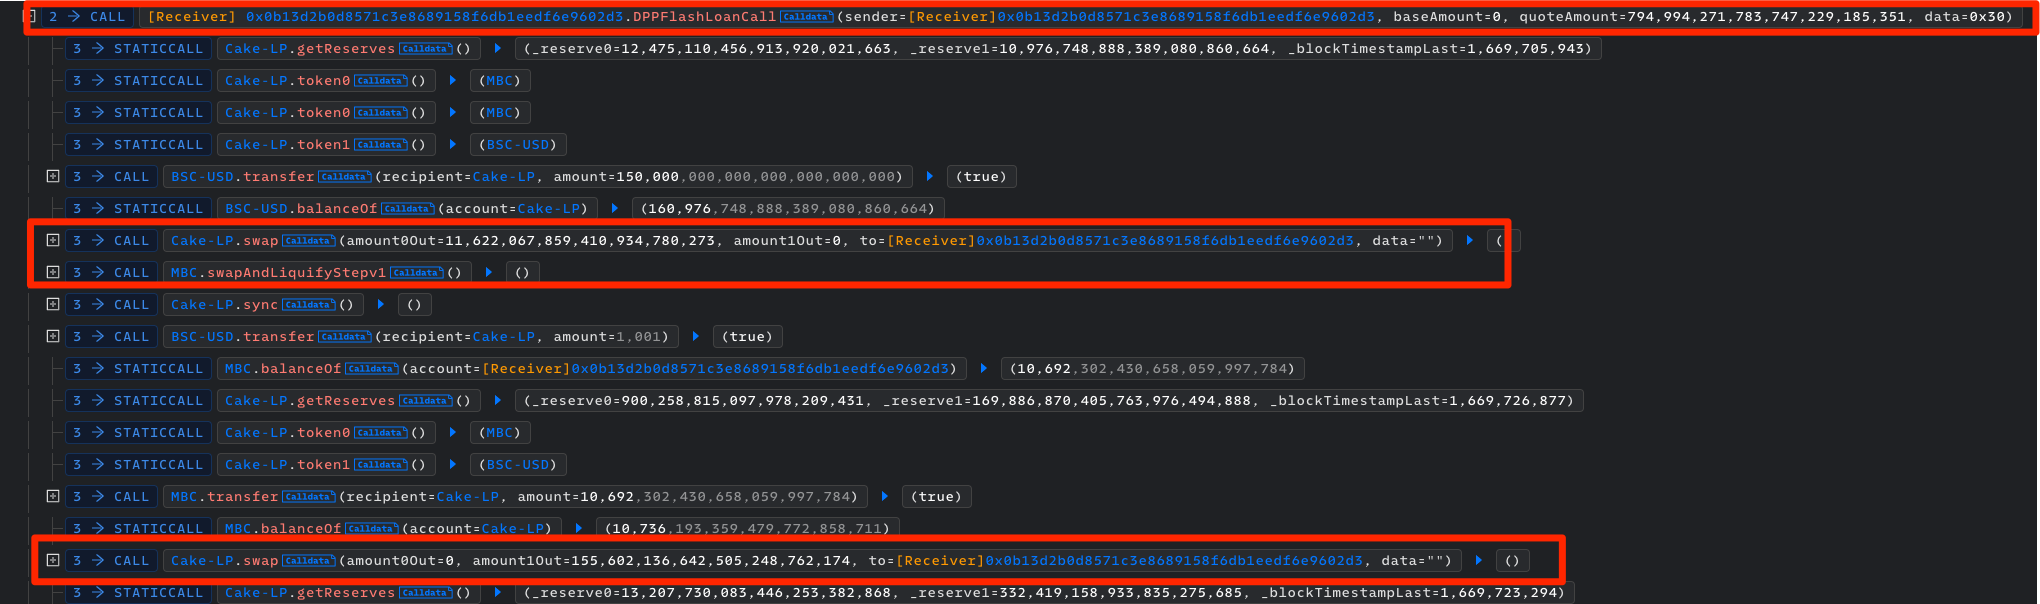 2 → CALL [Receiver] 0x0b13d2b0d8571c3e8689158f6db1eedf6e9602d3.DPPFlashLoanCall Calldata (sender=[Receiver]0x0b13d2b0d8571c3e8689158f6db1eedf6e9602d3, baseAmount=0, quoteAmount=794,994,271,783,747,229,185,351, data=0x30)
3 → STATICCALL Cake-LP.getReserves Calldata () ▶ (_reserve0=12,475,110,456,913,920,021,663, _reserve1=10,976,748,888,389,080,860,664, _blockTimestampLast=1,669,705,943)
3 → STATICCALL Cake-LP.token0 Calldata () ▶ (MBC)
3 → STATICCALL Cake-LP.token0 Calldata () ▶ (MBC)
3 → STATICCALL Cake-LP.token1 Calldata () ▶ (BSC-USD)
3 → CALL BSC-USD.transfer Calldata (recipient=Cake-LP, amount=150,000,000,000,000,000,000,000) ▶ (true)
3 → STATICCALL BSC-USD.balanceOf Calldata (account=Cake-LP) ▶ (160,976,748,888,389,080,860,664)
3 → CALL Cake-LP.swap Calldata (amount0Out=11,622,067,859,410,934,780,273, amount1Out=0, to=[Receiver]0x0b13d2b0d8571c3e8689158f6db1eedf6e9602d3, data="") ▶ (
3 → CALL MBC.swapAndLiquifyStepv1 Calldata () ▶ ()
3 → CALL Cake-LP.sync Calldata () ▶ ()
3 → CALL BSC-USD.transfer Calldata (recipient=Cake-LP, amount=1,001) ▶ (true)
3 → STATICCALL MBC.balanceOf Calldata (account=[Receiver]0x0b13d2b0d8571c3e8689158f6db1eedf6e9602d3) ▶ (10,692,302,430,658,059,997,784)
3 → STATICCALL Cake-LP.getReserves Calldata () ▶ (_reserve0=900,258,815,097,978,209,431, _reserve1=169,886,870,405,763,976,494,888, _blockTimestampLast=1,669,726,877)
3 → STATICCALL Cake-LP.token0 Calldata () ▶ (MBC)
3 → STATICCALL Cake-LP.token1 Calldata () ▶ (BSC-USD)
3 → CALL MBC.transfer Calldata (recipient=Cake-LP, amount=10,692,302,430,658,059,997,784) ▶ (true)
3 → STATICCALL MBC.balanceOf Calldata (account=Cake-LP) ▶ (10,736,193,359,479,772,858,711)
3 → CALL Cake-LP.swap Calldata (amount0Out=0, amount1Out=155,602,136,642,505,248,762,174, to=[Receiver]0x0b13d2b0d8571c3e8689158f6db1eedf6e9602d3, data="") ▶ ()
3 → STATICCALL Cake-LP.getReserves Calldata () ▶ (_reserve0=13,207,730,083,446,253,382,868, _reserve1=332,419,158,933,835,275,685, _blockTimestampLast=1,669,723,294)